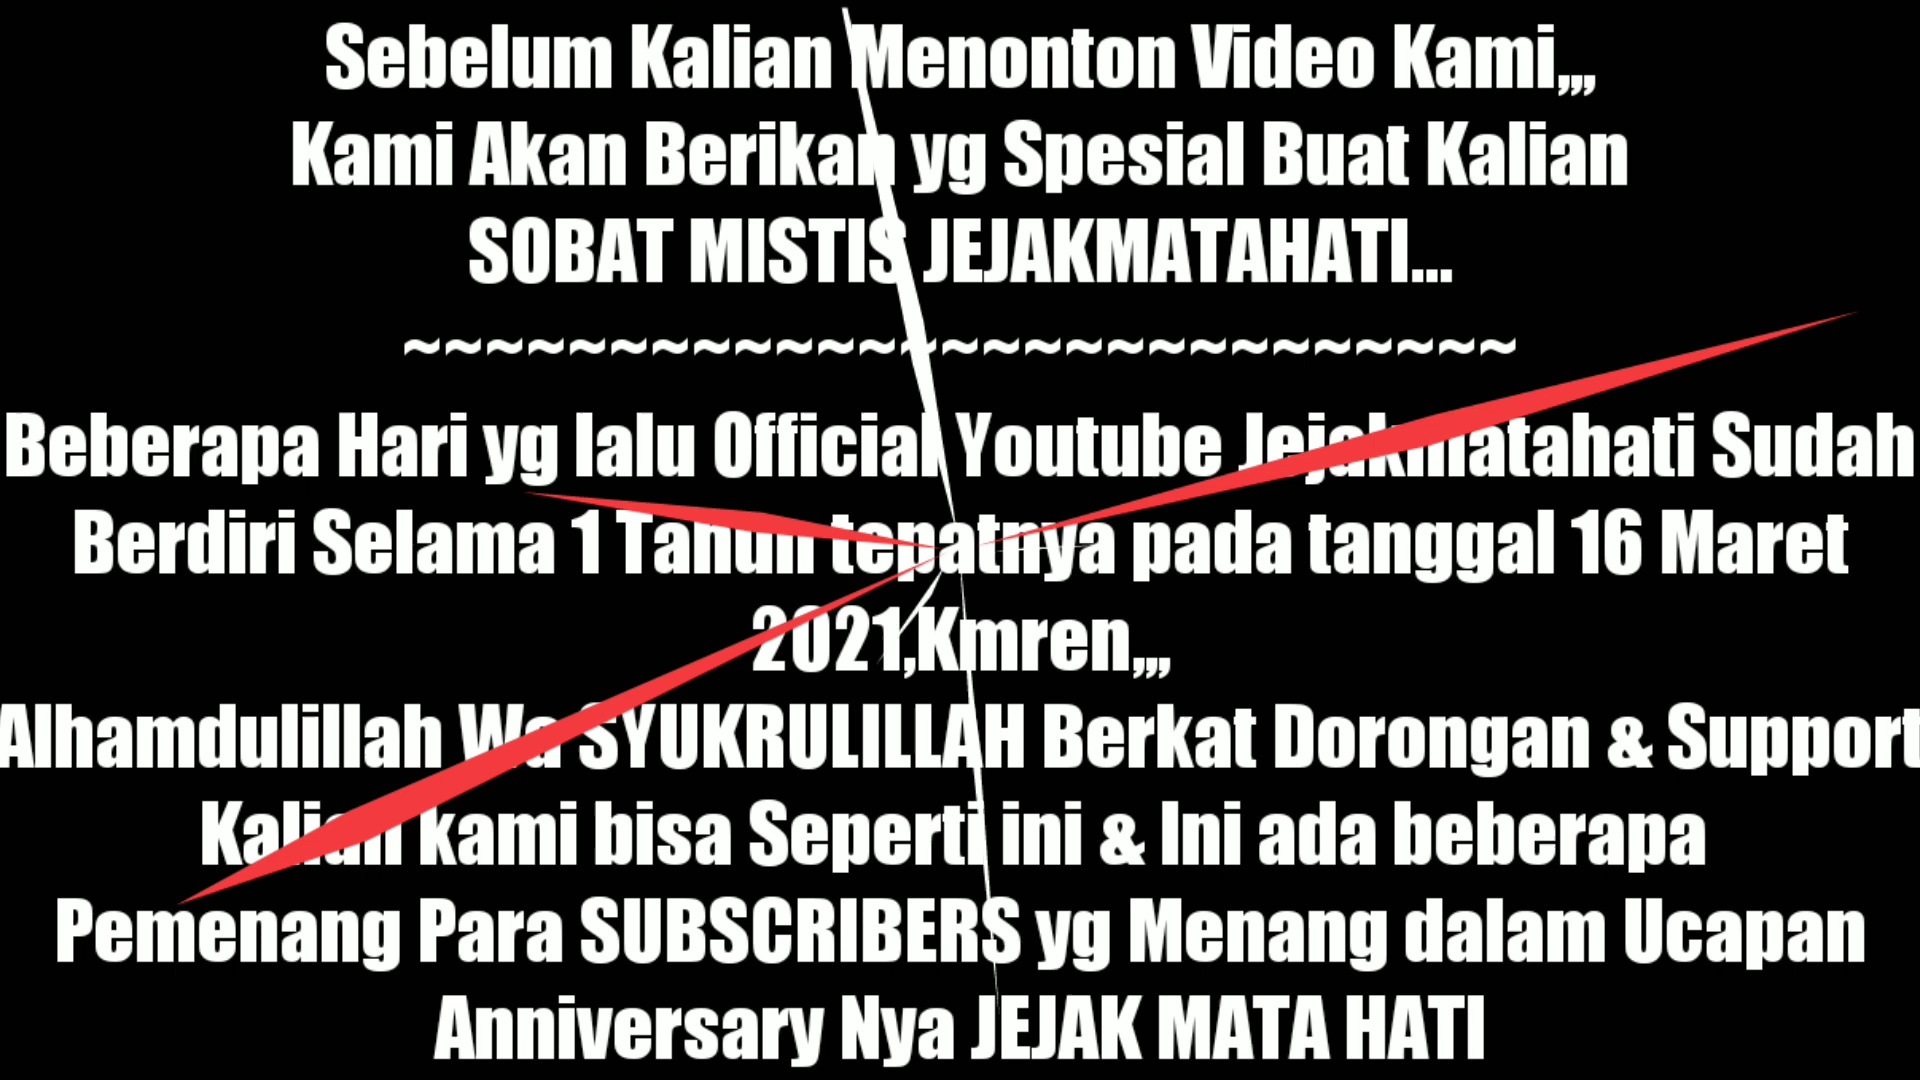 Sebelum Kalian Menonton Video Kami,,,
Kami Akan Berikan yg Spesial Buat Kalian
SOBAT MISTIS JEJAKMATAHATI...
~~~~~~~~~~~~~~~~~~~~~~~~~~~
Beberapa Hari yg lalu Official Youtube Jejakmatahati Sudah
Berdiri Selama 1 Tahun tepatnya pada tanggal 16 Maret
2021,Kmren,,,
Alhamdulillah Wa SYUKRULILLAH Berkat Dorongan & Support
Kalian kami bisa Seperti ini & Ini ada beberapa
Pemenang Para SUBSCRIBERS yg Menang dalam Ucapan
Anniversary Nya JEJAK MATA HATI